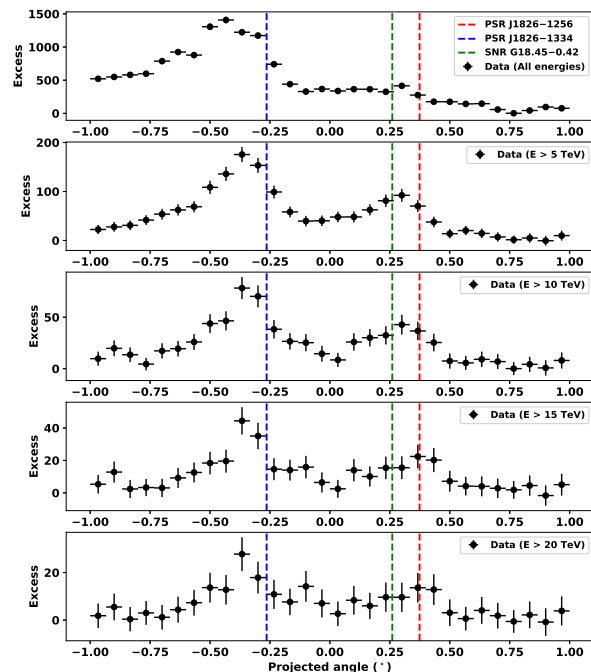 1500
1000
500
0
Excess
PSR J1826−1256
PSR J1826−1334
SNR G18.45−0.42
Data (All energies)
−1.00 −0.75 −0.50 −0.25 0.00 0.25 0.50 0.75 1.00
200
100
0
Excess
Data (E > 5 TeV)
−1.00 −0.75 −0.50 −0.25 0.00 0.25 0.50 0.75 1.00
50
0
Excess
Data (E > 10 TeV)
−1.00 −0.75 −0.50 −0.25 0.00 0.25 0.50 0.75 1.00
40
20
0
Excess
Data (E > 15 TeV)
−1.00 −0.75 −0.50 −0.25 0.00 0.25 0.50 0.75 1.00
20
0
Excess
Data (E > 20 TeV)
−1.00 −0.75 −0.50 −0.25 0.00 0.25 0.50 0.75 1.00
Projected angle (°)